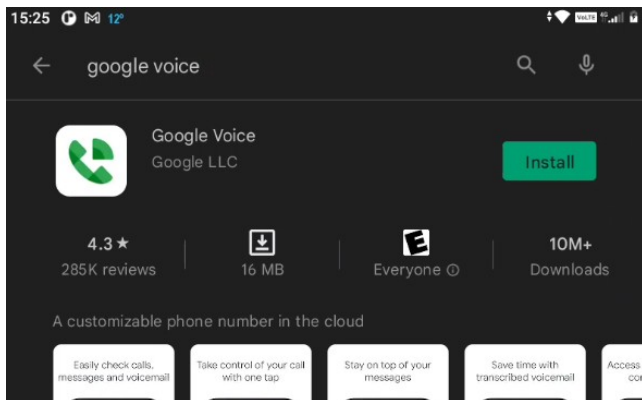 15:25 12° VoLTE 4G
google voice
Google Voice
Google LLC
Install
4.3★
285K reviews
16 MB
E
Everyone
10M+
Downloads
A customizable phone number in the cloud
Easily check calls,
messages and voicemail
Take control of your call
with one tap
Stay on top of your
messages
Save time with
transcribed voicemail
Access